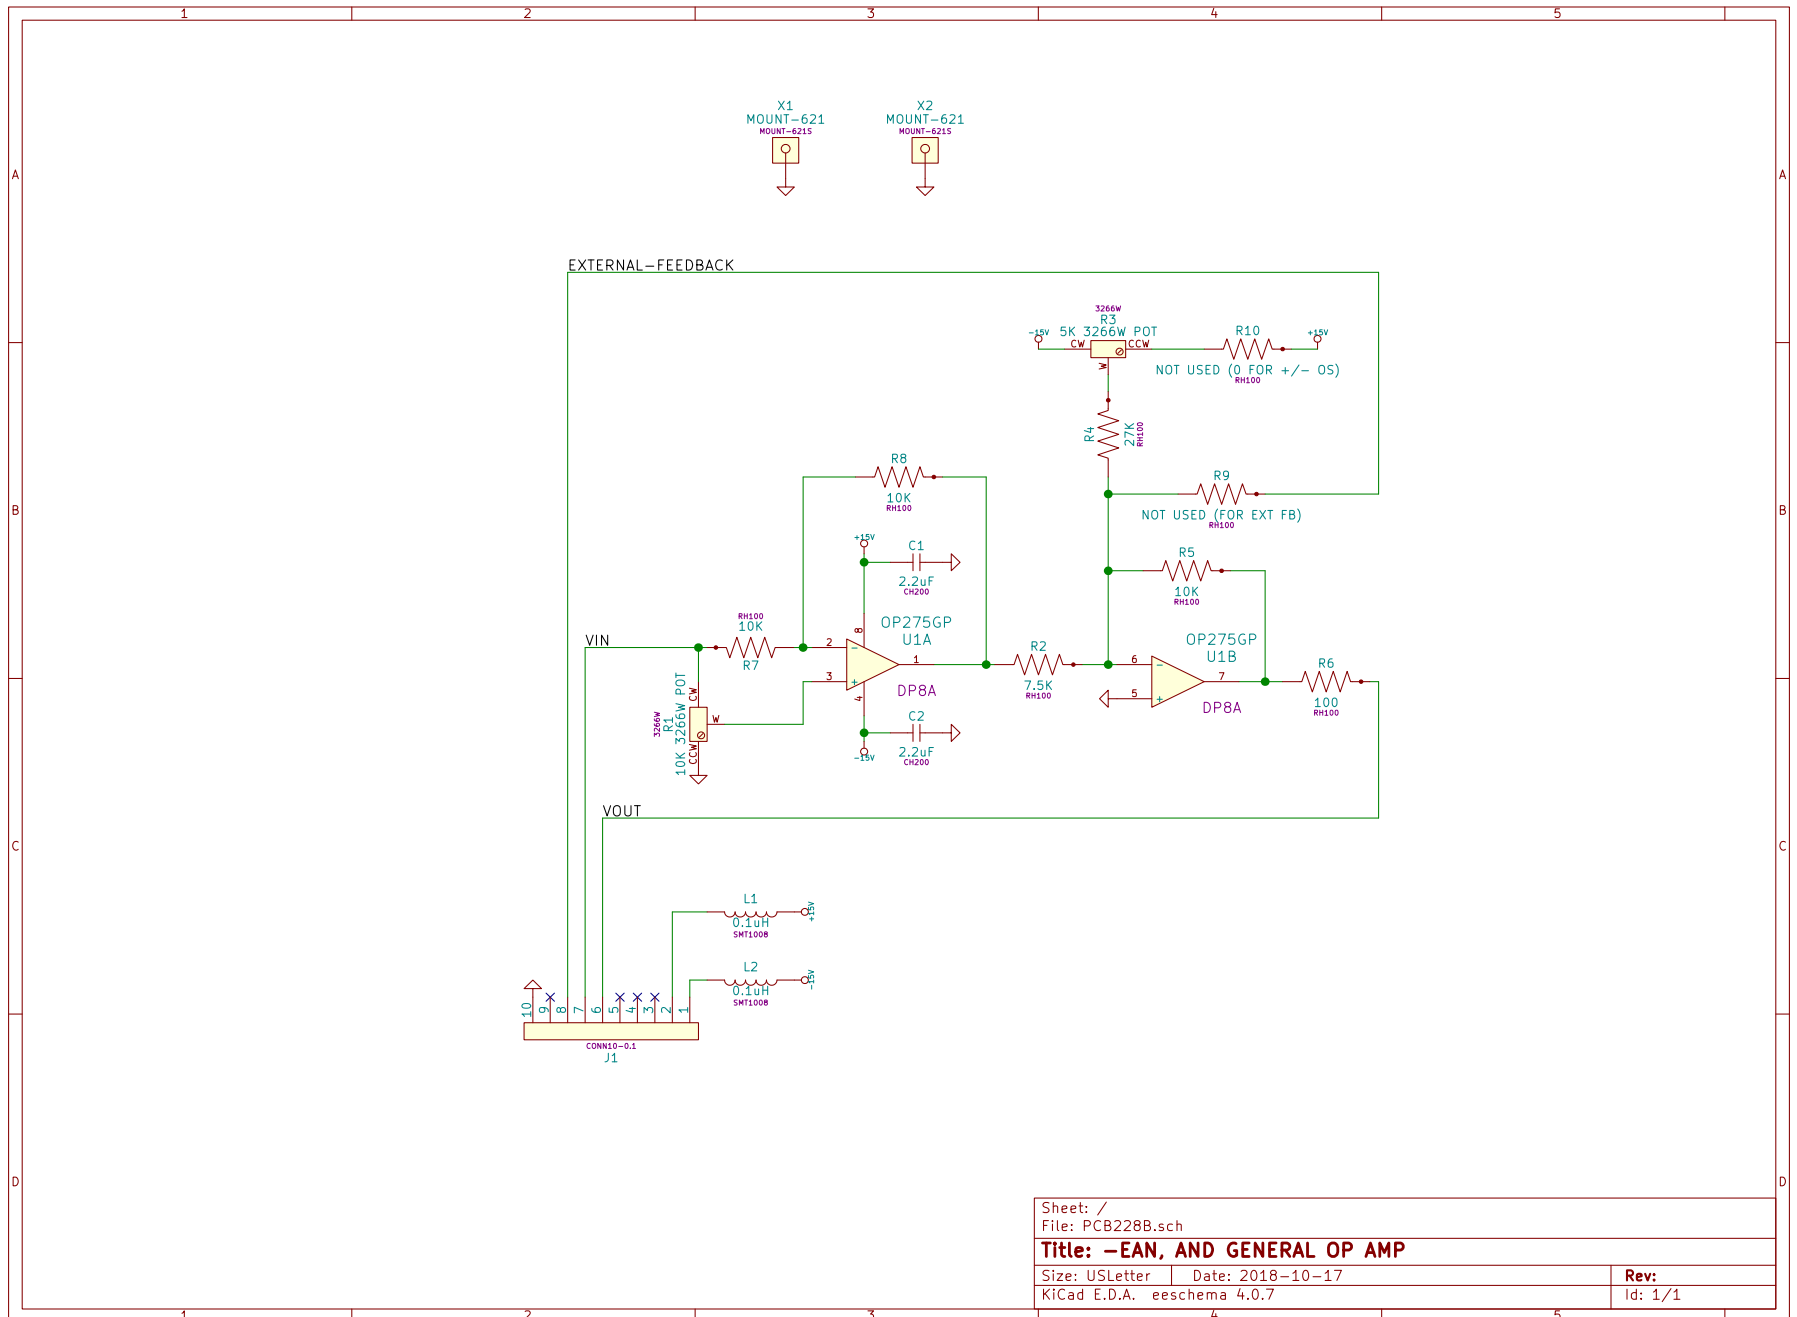 1 2 3 4 5
X1
MOUNT-621
MOUNT-621S
X2
MOUNT-621
MOUNT-621S
A A
EXTERNAL-FEEDBACK
3266W
R3
5K 3266W POT
-15V
CW
CCW
W
R10
+15V
NOT USED (0 FOR +/- OS)
RH100
R4
27K
RH100
R8
10K
RH100
R9
NOT USED (FOR EXT FB)
RH100
B B
+15V
C1
2.2uF
CH200
R5
10K
RH100
VIN
RH100
10K
R7
2
3
8
4
1
-
+
OP275GP
U1A
DP8A
R2
7.5K
RH100
OP275GP
U1B
6
5
7
-
+
DP8A
R6
100
RH100
3266W
R1
10K 3266W POT
CW
W
CCW
C2
2.2uF
CH200
-15V
VOUT
C C
L1
0.1uH
SMT1008
+15V
L2
0.1uH
SMT1008
-15V
10 9 8 7 6 5 4 3 2 1
CONN10-0.1
J1
D D
Sheet: /
File: PCB228B.sch
Title: -EAN, AND GENERAL OP AMP
Size: USLetter Date: 2018-10-17 Rev:
KiCad E.D.A. eeschema 4.0.7 Id: 1/1
1 2 3 4 5